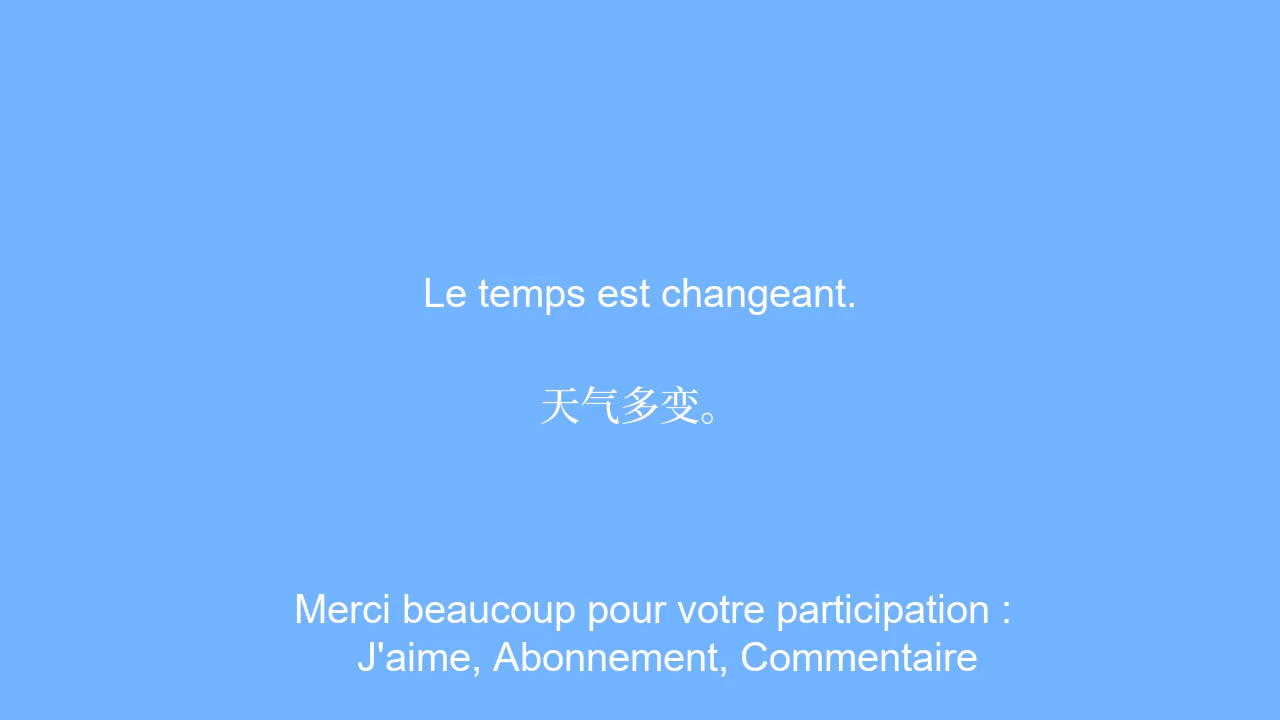 Le temps est changeant.
天气多变。
Merci beaucoup pour votre participation :
J'aime, Abonnement, Commentaire